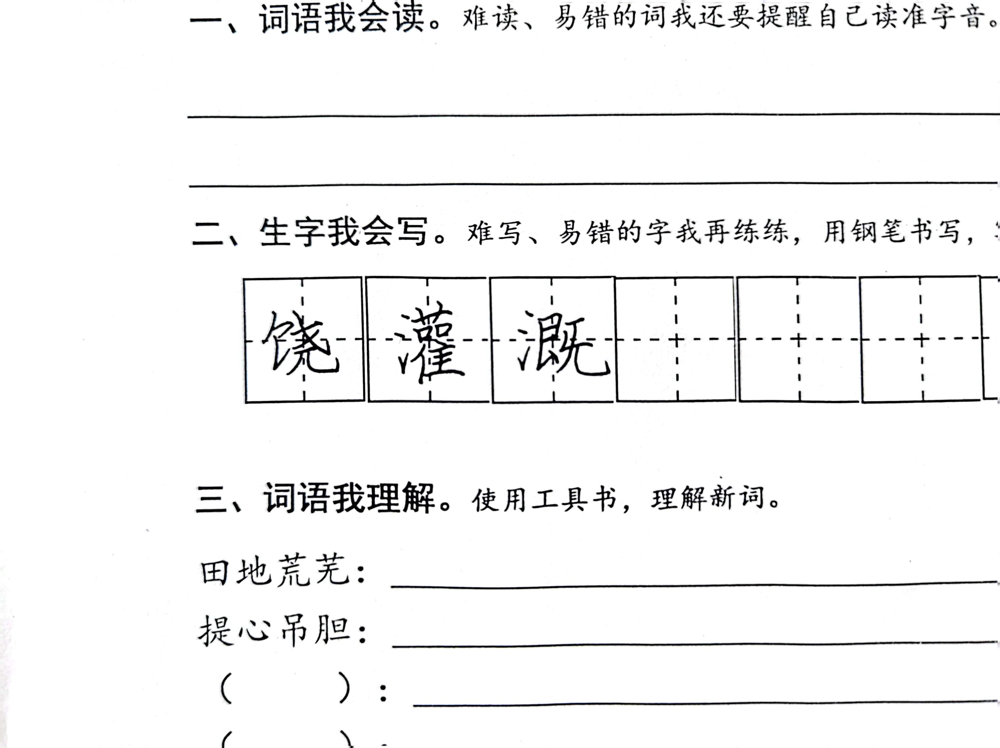 一、词语我会读。难读、易错的词我还要提醒自己读准字音。
二、生字我会写。难写、易错的字我再练练，用钢笔书写，
饶灌溉
三、词语我理解。使用工具书，理解新词。
田地荒芜：
提心吊胆：
（ ）：
（ ）：